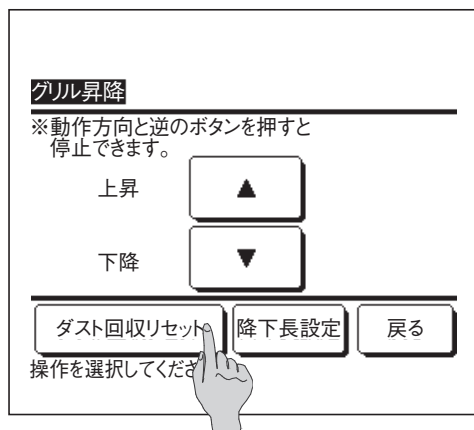 グリル昇降
※動作方向と逆のボタンを押すと
停止できます。
上昇 ▲
下降 ▼
ダスト回収リセット 降下長設定 戻る
操作を選択してくださ